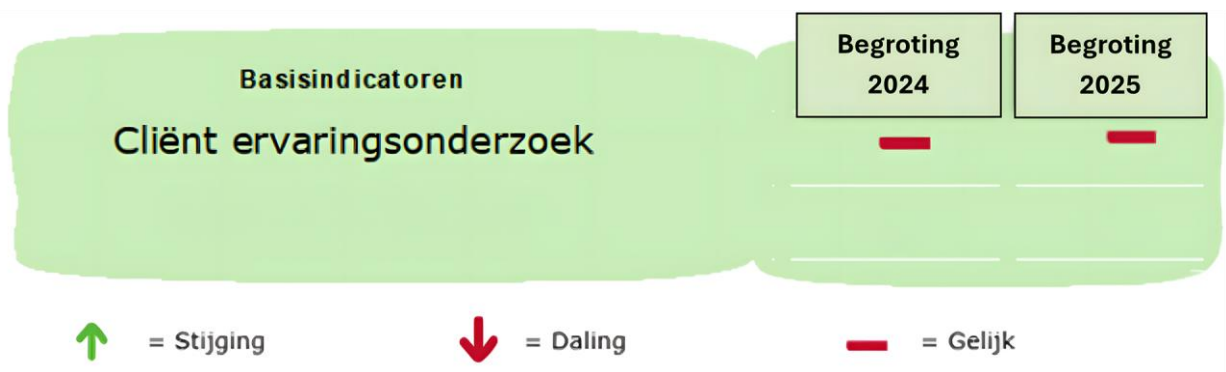 Basisindicatoren
Begroting 2024
Begroting 2025
Cliënt ervaringsonderzoek
= Stijging
= Daling
= Gelijk